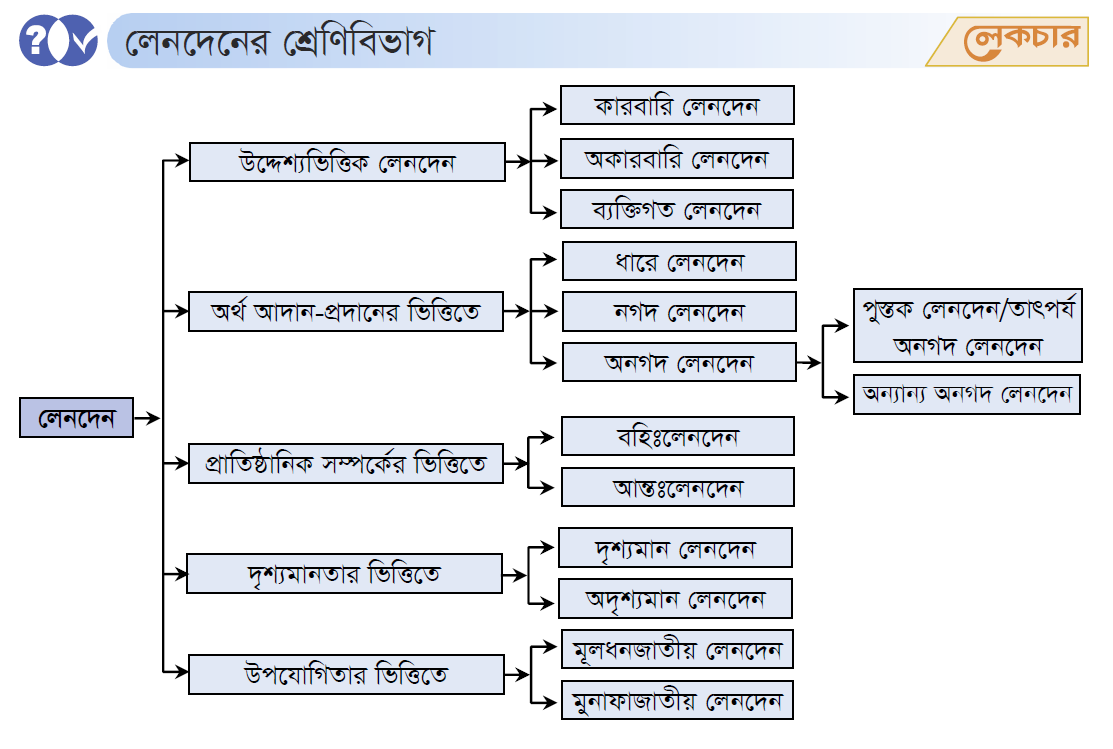 লেনদেনের শ্রেণিবিভাগ
লেকচার
লেনদেন
উদ্দেশ্যভিত্তিক লেনদেন
কারবারি লেনদেন
অকারবারি লেনদেন
ব্যক্তিগত লেনদেন
অর্থ আদান-প্রদানের ভিত্তিতে
ধারে লেনদেন
নগদ লেনদেন
অনগদ লেনদেন
পুস্তক লেনদেন/তাৎপর্য
অনগদ লেনদেন
অন্যান্য অনগদ লেনদেন
প্রাতিষ্ঠানিক সম্পর্কের ভিত্তিতে
বহিঃলেনদেন
আন্তঃলেনদেন
দৃশ্যমানতার ভিত্তিতে
দৃশ্যমান লেনদেন
অদৃশ্যমান লেনদেন
উপযোগিতার ভিত্তিতে
মূলধনজাতীয় লেনদেন
মুনাফাজাতীয় লেনদেন